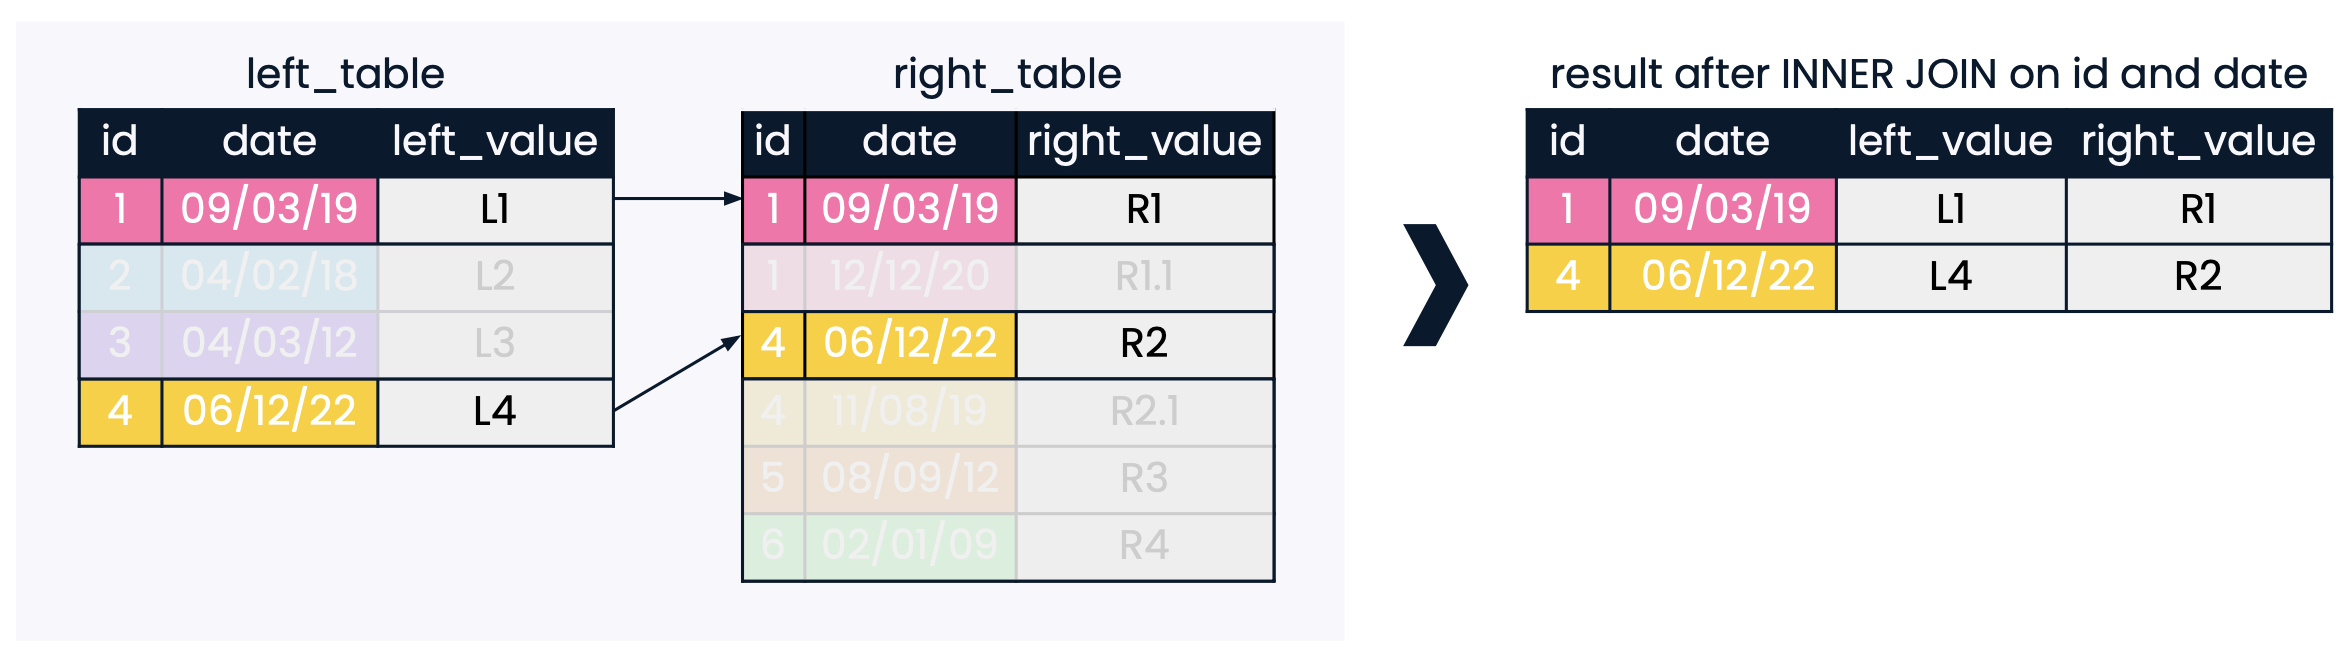 left_table
id date left_value
1 09/03/19 L1
2 04/02/18 L2
3 04/03/12 L3
4 06/12/22 L4
right_table
id date right_value
1 09/03/19 R1
1 12/12/20 R1.1
4 06/12/22 R2
4 11/08/19 R2.1
5 08/09/12 R3
6 02/01/09 R4
result after INNER JOIN on id and date
id date left_value right_value
1 09/03/19 L1 R1
4 06/12/22 L4 R2